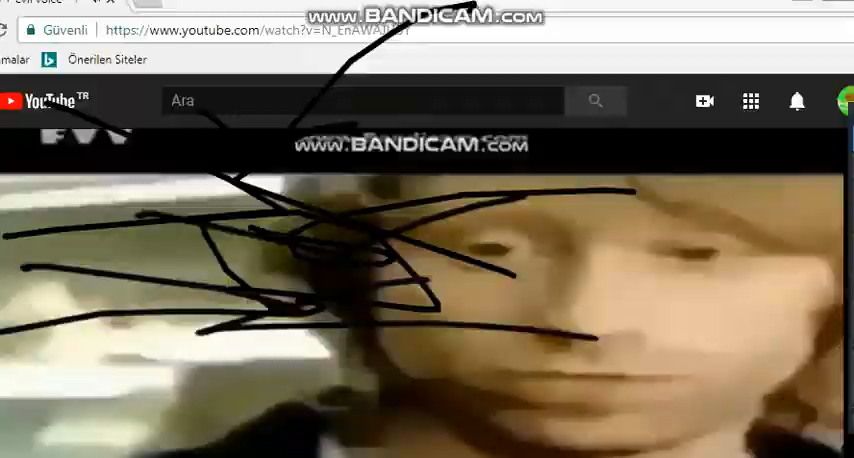 www.BANDICAM.com
Güvenli https://www.youtube.com/watch?v=N_EnAWA
Önerilen Siteler
YouTube TR Ara
www.BANDICAM.com